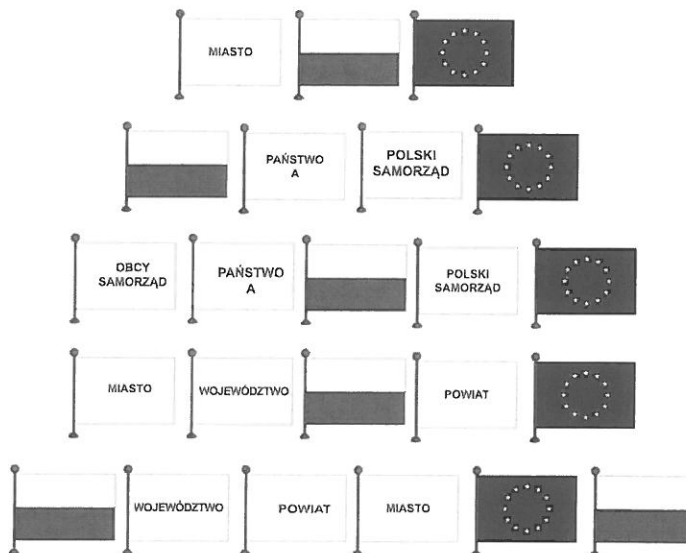 MIASTO
PAŃSTWO
A
POLSKI
SAMORZĄD
OBCY
SAMORZĄD
PAŃSTWO
A
POLSKI
SAMORZĄD
MIASTO
WOJEWÓDZTWO
POWIAT
WOJEWÓDZTWO
POWIAT
MIASTO